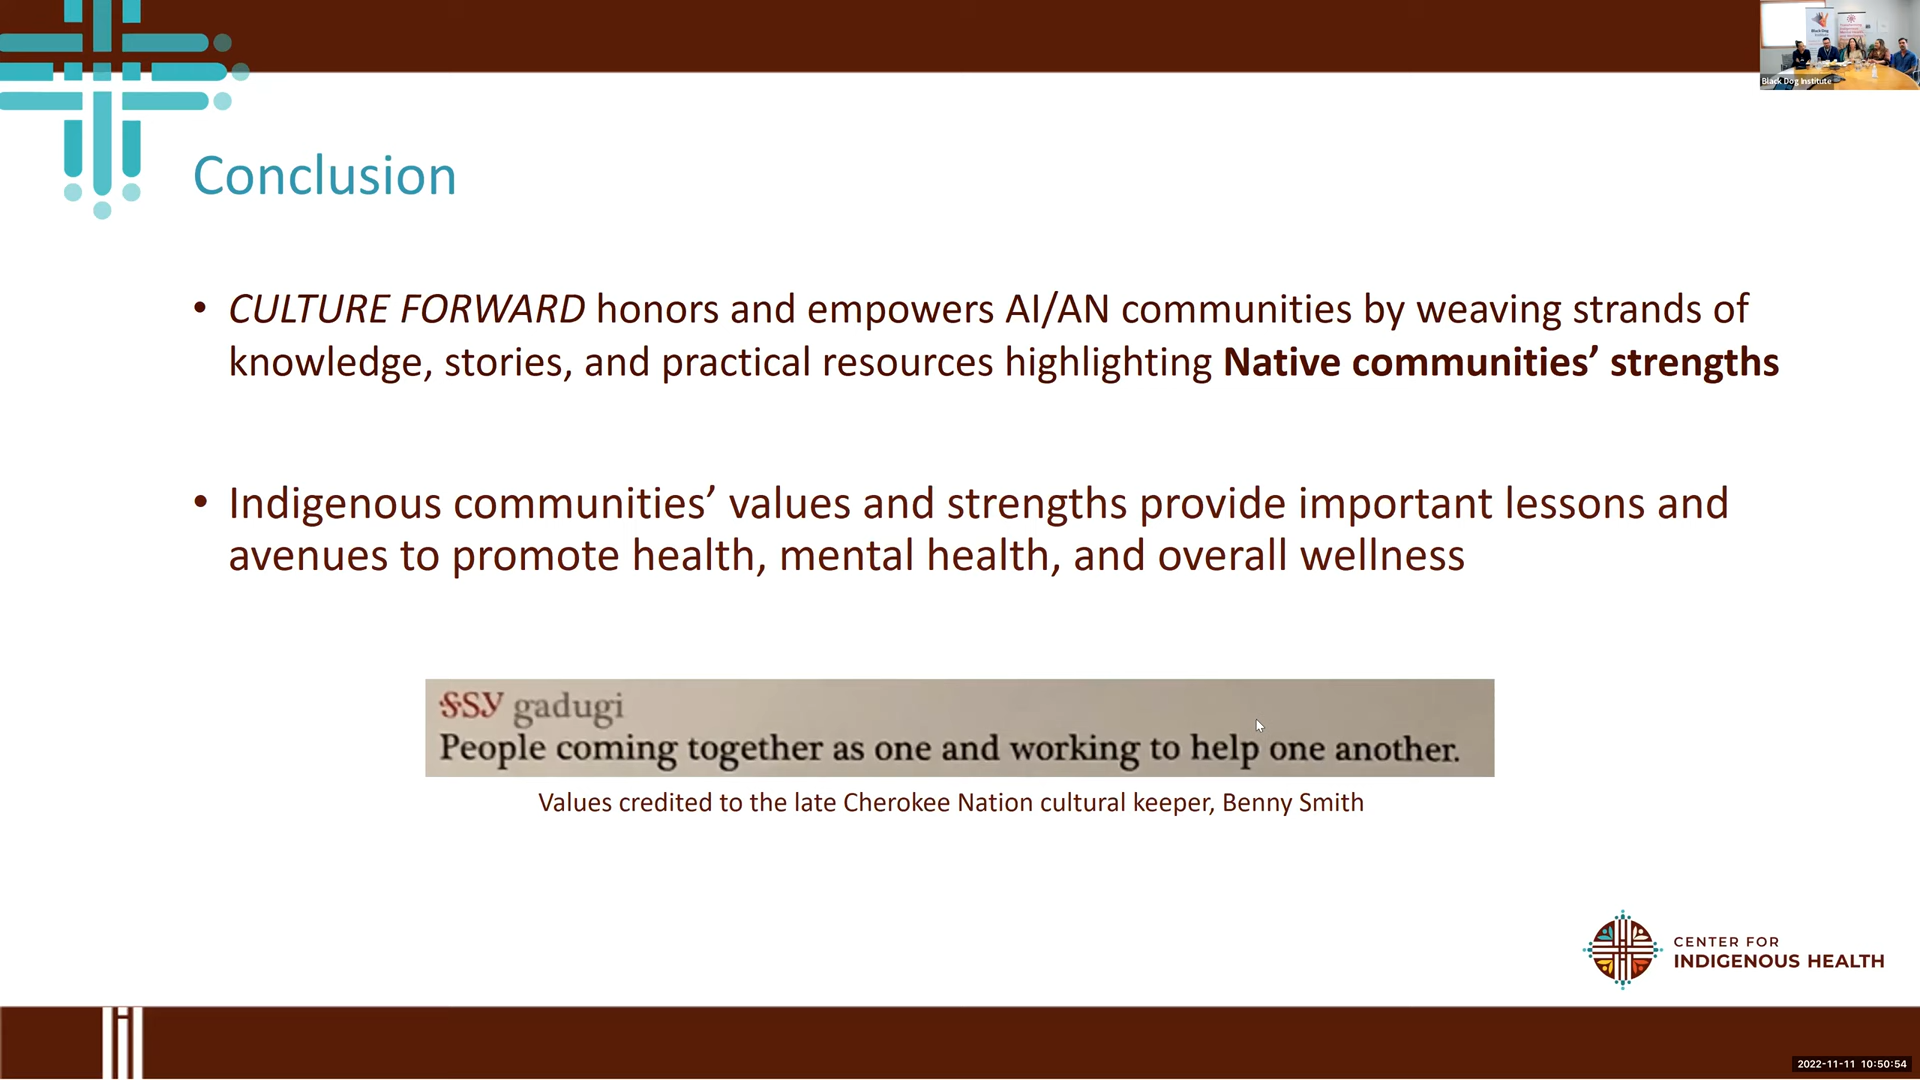 Black Dog Institute
Conclusion
• CULTURE FORWARD honors and empowers AI/AN communities by weaving strands of
knowledge, stories, and practical resources highlighting Native communities’ strengths
• Indigenous communities’ values and strengths provide important lessons and
avenues to promote health, mental health, and overall wellness
ᎦᏚᎩ gadugi
People coming together as one and working to help one another.
Values credited to the late Cherokee Nation cultural keeper, Benny Smith
CENTER FOR
INDIGENOUS HEALTH
2022-11-11 10:50:54